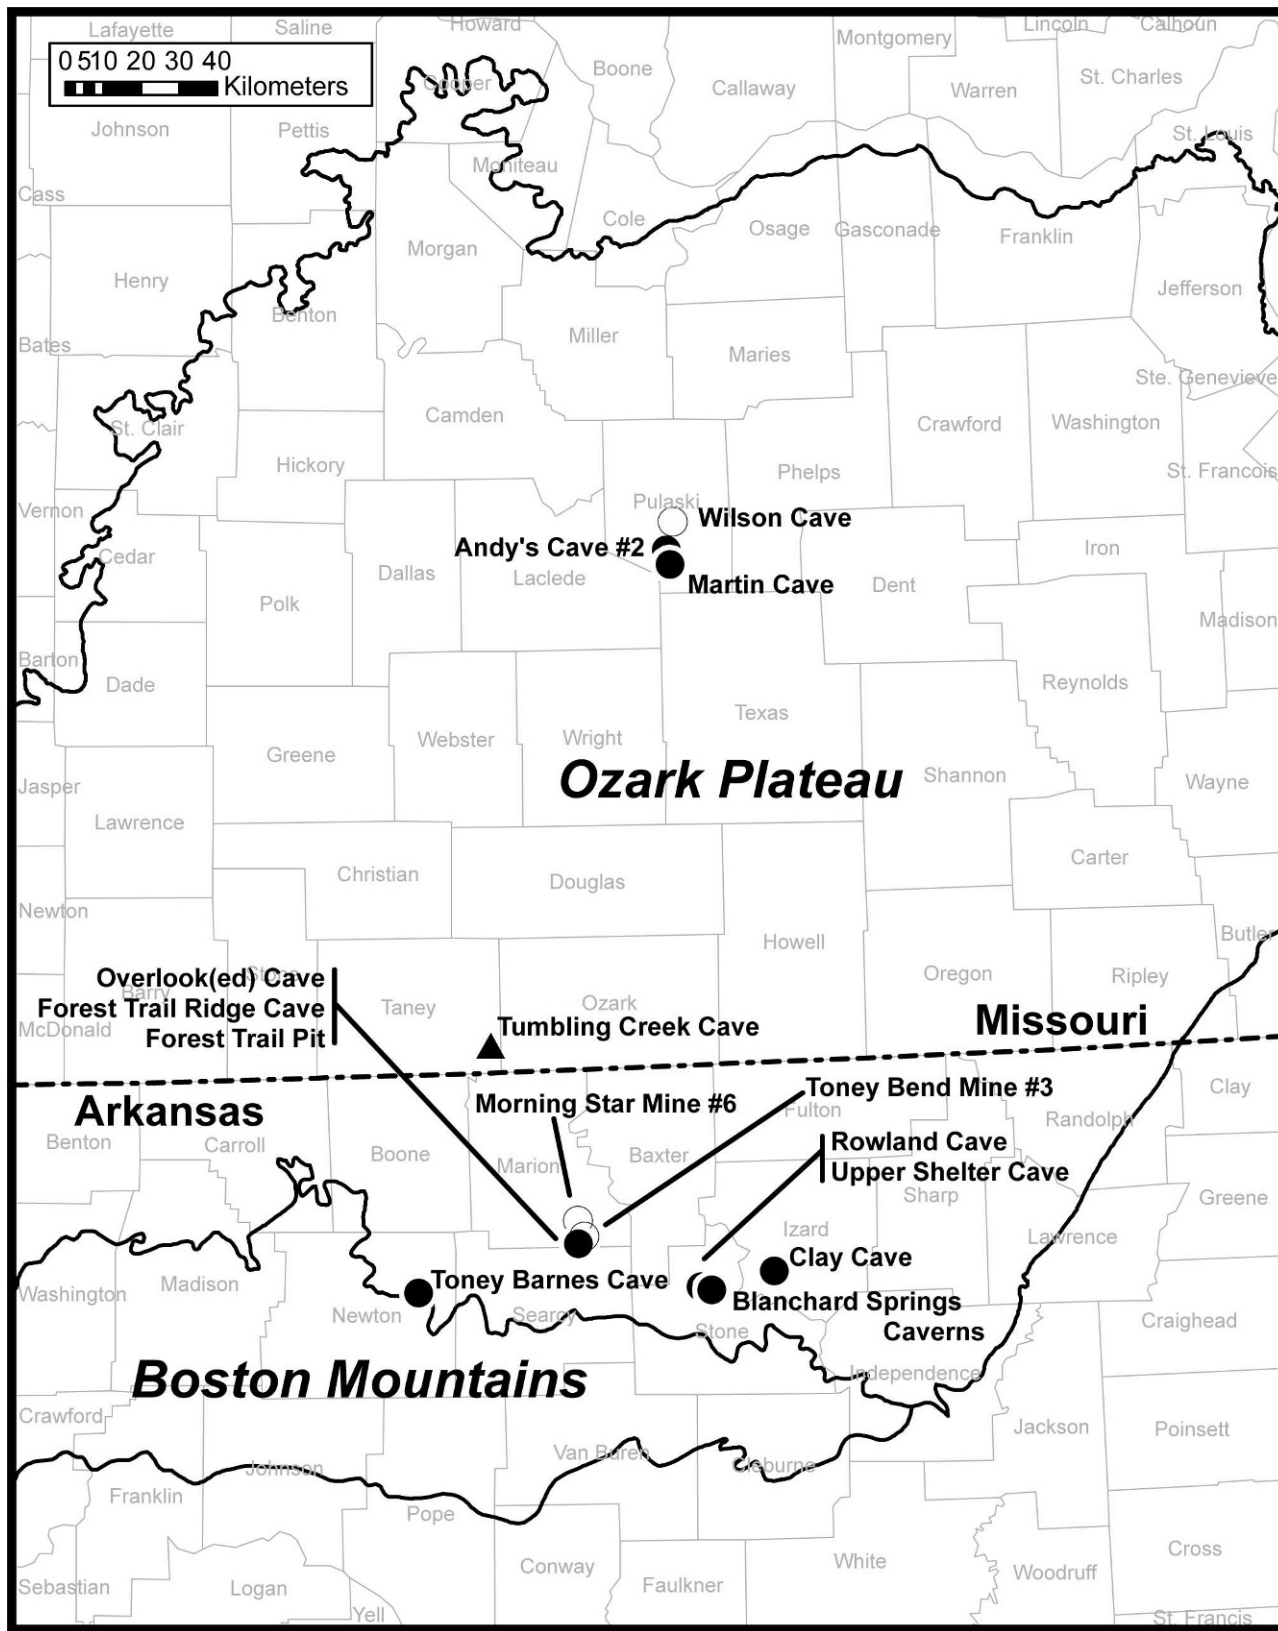 Lafayette
Saline
Howard
Lincoln
Calhoun
0 5 10 20 30 40
Kilometers
Cooper
Boone
Montgomery
Callaway
Warren
St. Charles
Johnson
Pettis
Moniteau
St. Louis
Cass
Cole
Osage
Gasconade
Franklin
Morgan
Henry
Jefferson
Benton
Bates
Miller
Maries
Ste. Genevieve
Camden
St. Clair
Crawford
Washington
Hickory
Phelps
St. Francois
Vernon
Pulaski
Wilson Cave
Andy's Cave #2
Cedar
Iron
Dallas
Laclede
Martin Cave
Dent
Polk
Madison
Barton
Dade
Reynolds
Texas
Greene
Webster
Wright
Ozark Plateau
Shannon
Wayne
Jasper
Lawrence
Carter
Christian
Douglas
Newton
Howell
Butler
Stone
Oregon
Ripley
Overlook(ed) Cave
Forest Trail Ridge Cave
Forest Trail Pit
Barry
Taney
Ozark
McDonald
Tumbling Creek Cave
Missouri
Arkansas
Morning Star Mine #6
Toney Bend Mine #3
Fulton
Clay
Randolph
Benton
Carroll
Boone
Marion
Baxter
Rowland Cave
Upper Shelter Cave
Sharp
Greene
Izard
Lawrence
Clay Cave
Washington
Madison
Toney Barnes Cave
Newton
Searcy
Blanchard Springs
Caverns
Stone
Craighead
Boston Mountains
Independence
Crawford
Jackson
Poinsett
Van Buren
Johnson
Cleburne
Franklin
Pope
Conway
White
Cross
Sebastian
Logan
Faulkner
Woodruff
Yell
St. Francis